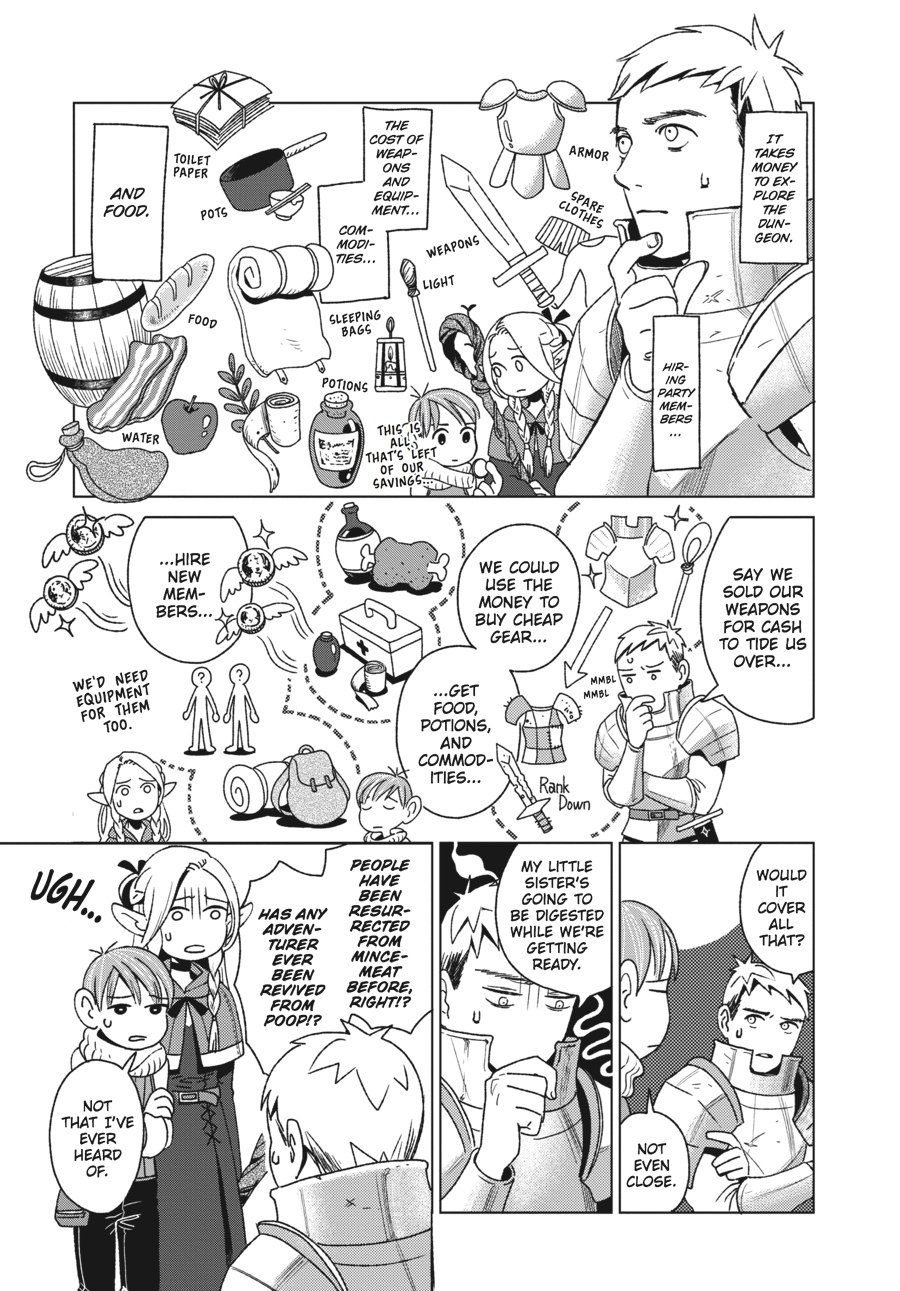 IT
TAKES
MONEY
TO EX-
PLORE
THE
DUN-
GEON.
HIR-
ING
PARTY
MEM-
BERS
...
THE
COST OF
WEAP-
ONS
AND
EQUIP-
MENT...
COM-
MODI-
TIES...
AND
FOOD.
ARMOR
SPARE
CLOTHES
WEAPONS
LIGHT
TOILET
PAPER
POTS
SLEEPING
BAGS
FOOD
POTIONS
WATER
THIS IS
ALL
THAT'S LEFT
OF OUR
SAVINGS...
SAY WE
SOLD OUR
WEAPONS
FOR CASH
TO TIDE US
OVER...
WE COULD
USE THE
MONEY TO
BUY CHEAP
GEAR...
MMBL
MMBL
Rank
Down
...GET
FOOD,
POTIONS,
AND
COMMOD-
ITIES...
...HIRE
NEW
MEM-
BERS...
?
?
WE'D NEED
EQUIPMENT
FOR THEM
TOO.
WOULD
IT
COVER
ALL
THAT?
NOT
EVEN
CLOSE.
MY LITTLE
SISTER'S
GOING TO
BE DIGESTED
WHILE WE'RE
GETTING
READY.
PEOPLE
HAVE
BEEN
RESUR-
RECTED
FROM
MINCE-
MEAT
BEFORE,
RIGHT!?
HAS ANY
ADVEN-
TURER
EVER
BEEN
REVIVED
FROM
POOP!?
UGH...
NOT
THAT I'VE
EVER
HEARD
OF.